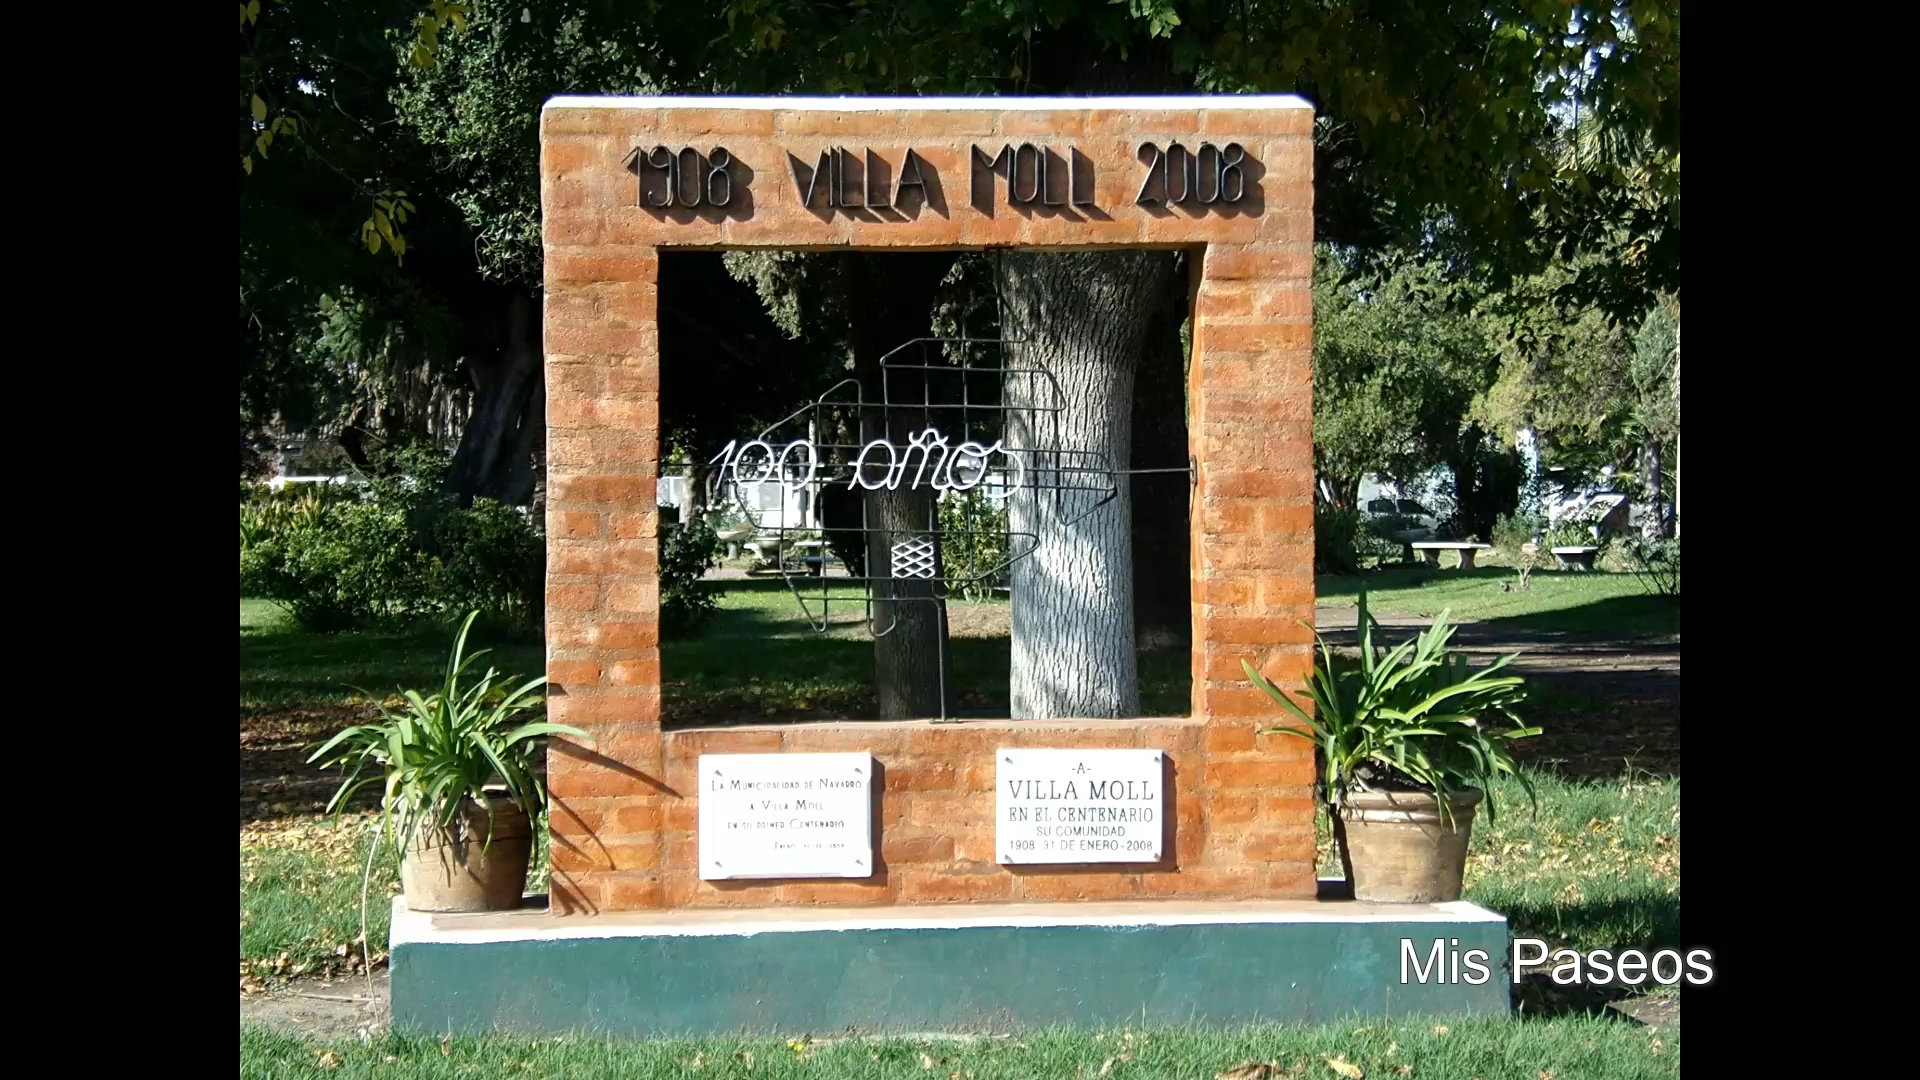 1908 VILLA MOLL 2008
100 años
LA MUNICIPALIDAD DE NAVARRO
A VILLA MOLL
EN SU PRIMER CENTENARIO
-A-
VILLA MOLL
EN EL CENTENARIO
SU COMUNIDAD
1908 31 DE ENERO-2008
Mis Paseos